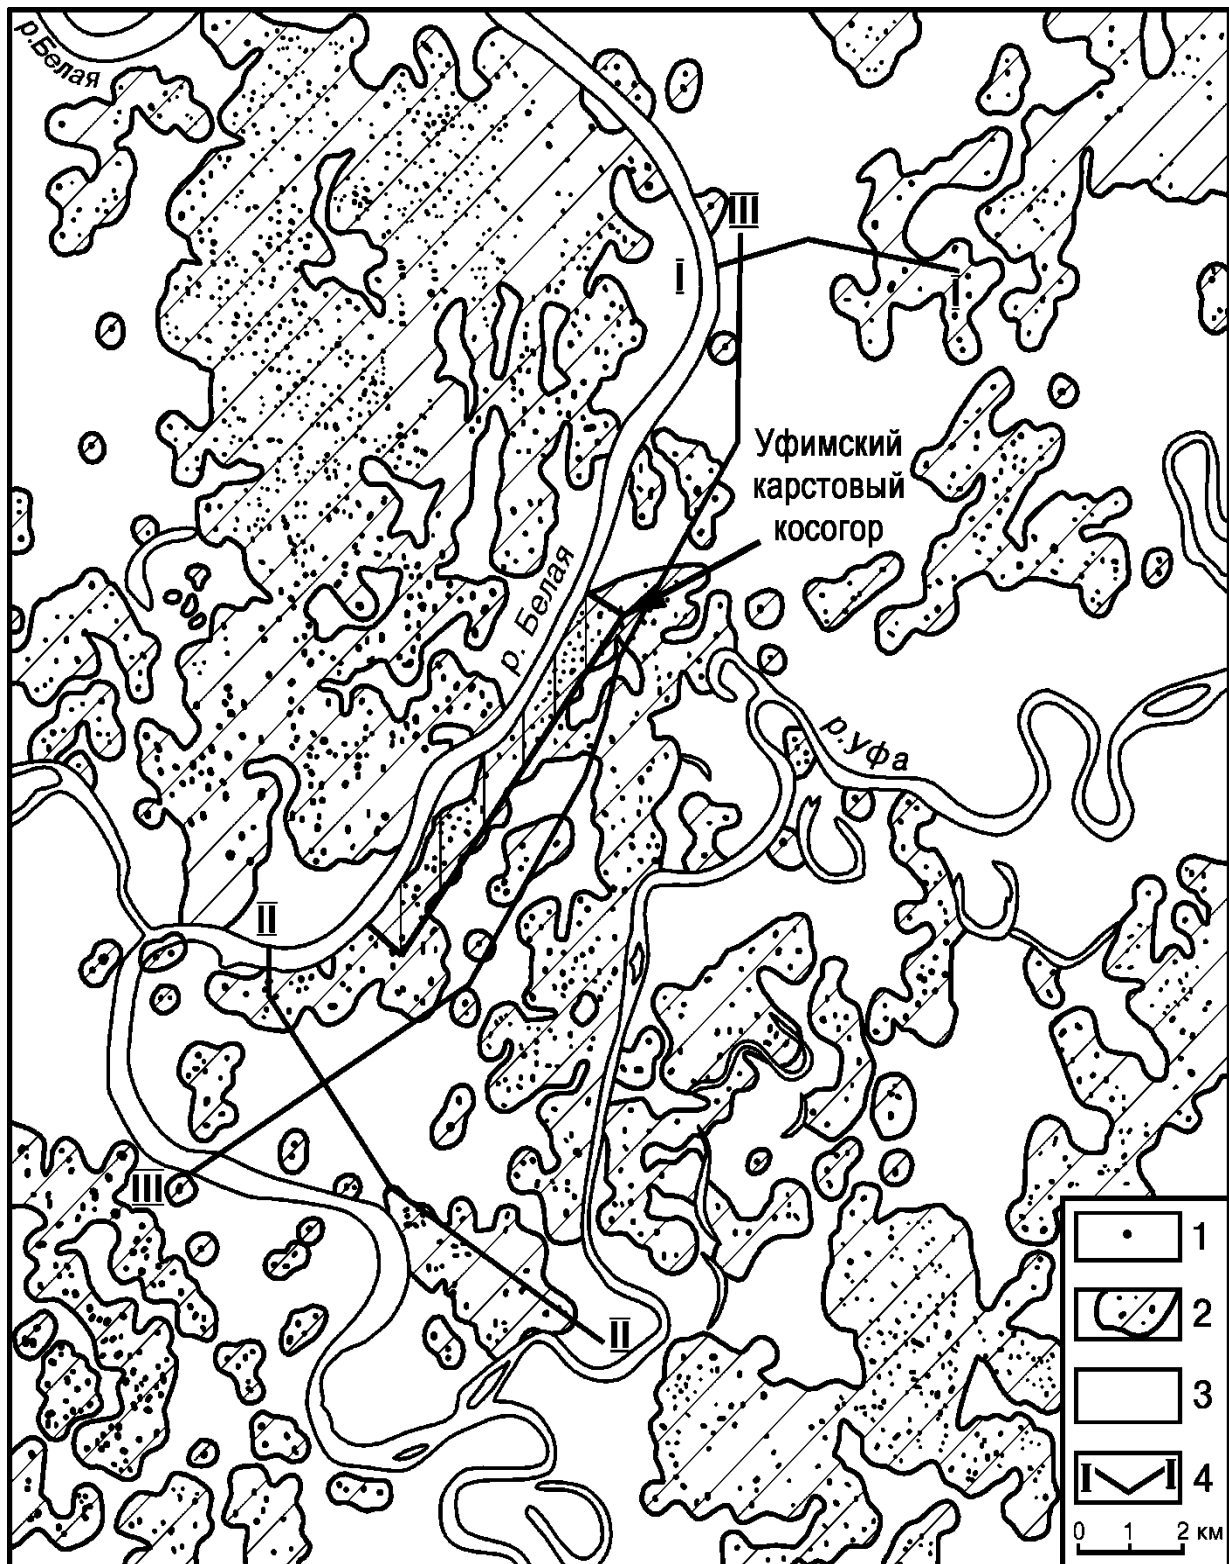 р.Белая
III
I
I
Уфимский
карстовый
косогор
р. Белая
р.Уфа
II
III
II
1
2
3
I I 4
0 1 2 км